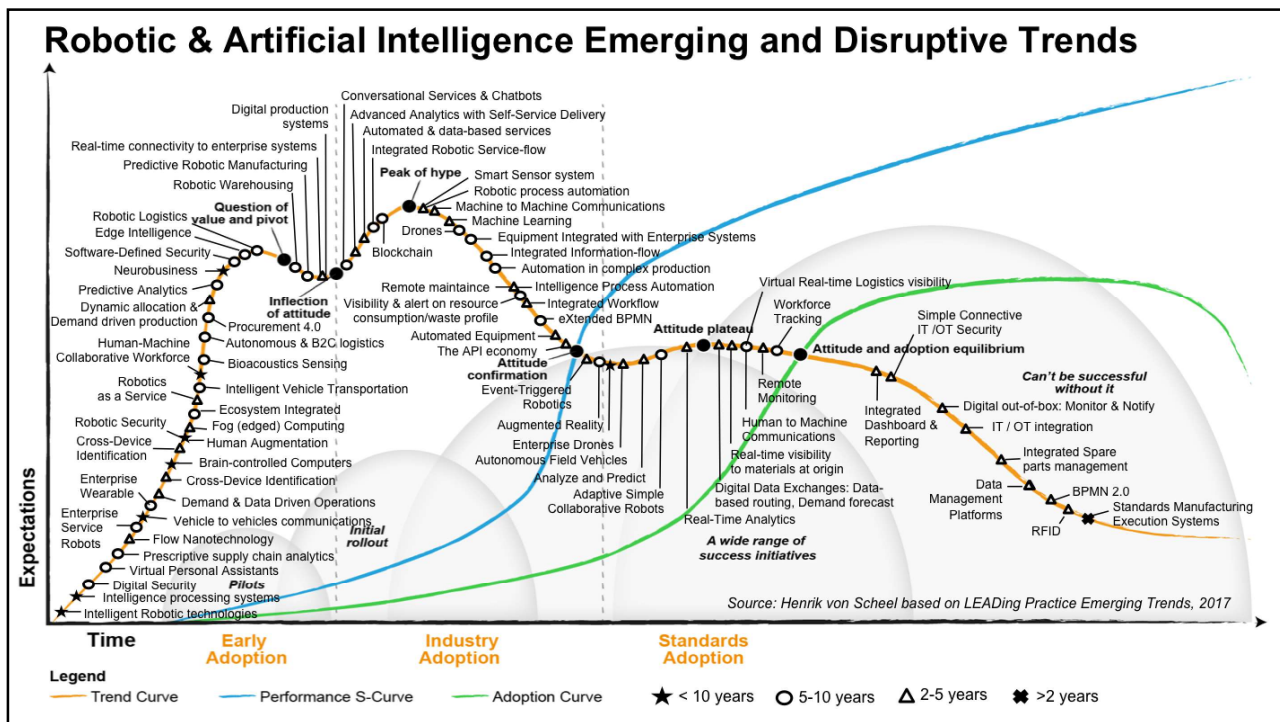 Robotic & Artificial Intelligence Emerging and Disruptive Trends
Conversational Services & Chatbots
Digital production
systems
Advanced Analytics with Self-Service Delivery
Automated & data-based services
Real-time connectivity to enterprise systems
Integrated Robotic Service-flow
Predictive Robotic Manufacturing
Peak of hype
Smart Sensor system
Robotic Warehousing
Robotic process automation
Question of
value and pivot
Machine to Machine Communications
Robotic Logistics
Machine Learning
Edge Intelligence
Drones
Equipment Integrated with Enterprise Systems
Software-Defined Security
Blockchain
Integrated Information-flow
Neurobusiness
Automation in complex production
Predictive Analytics
Remote maintaince
Intelligence Process Automation
Virtual Real-time Logistics visibility
Dynamic allocation &
Demand driven production
Inflection
of attitude
Visibility & alert on resource
consumption/waste profile
Integrated Workflow
Workforce
Tracking
eXtended BPMN
Simple Connective
IT /OT Security
Procurement 4.0
Attitude plateau
Human-Machine
Collaborative Workforce
Autonomous & B2C logistics
Automated Equipment
The API economy
Attitude and adoption equilibrium
Bioacoustics Sensing
Attitude
confirmation
Can't be successful
without it
Robotics
as a Service
Intelligent Vehicle Transportation
Event-Triggered
Robotics
Remote
Monitoring
Digital out-of-box: Monitor & Notify
Ecosystem Integrated
Integrated
Dashboard &
Reporting
Robotic Security
Fog (edged) Computing
Augmented Reality
Human to Machine
Communications
IT / OT integration
Cross-Device
Identification
Human Augmentation
Enterprise Drones
Autonomous Field Vehicles
Brain-controlled Computers
Real-time visibility
to materials at origin
Integrated Spare
parts management
Enterprise
Wearable
Cross-Device Identification
Analyze and Predict
Data
Management
Platforms
Demand & Data Driven Operations
Adaptive Simple
Collaborative Robots
Digital Data Exchanges: Data-
based routing, Demand forecast
BPMN 2.0
Enterprise
Service
Robots
Vehicle to vehicles communications
Real-Time Analytics
Standards Manufacturing
Execution Systems
Flow Nanotechnology
Initial
rollout
RFID
Prescriptive supply chain analytics
A wide range of
success initiatives
Virtual Personal Assistants
Digital Security
Pilots
Intelligence processing systems
Intelligent Robotic technologies
Source: Henrik von Scheel based on LEADing Practice Emerging Trends, 2017
Expectations
Time
Early
Adoption
Industry
Adoption
Standards
Adoption
Legend
Trend Curve
Performance S-Curve
Adoption Curve
< 10 years
5-10 years
2-5 years
>2 years